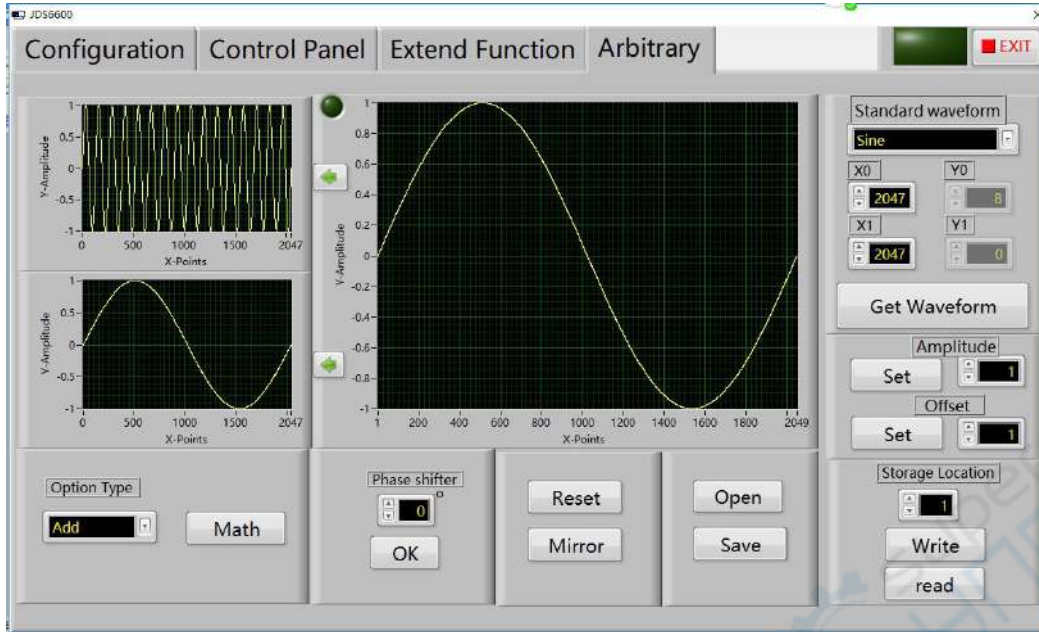 JDS6600
Configuration
Control Panel
Extend Function
Arbitrary
EXIT
1
0.5
0
-0.5
-1
Y-Amplitude
0 500 1000 1500 2047
X-Points
1
0.5
0
-0.5
-1
Y-Amplitude
0 500 1000 1500 2047
X-Points
1
0.8
0.6
0.4
0.2
0
-0.2
-0.4
-0.6
-0.8
-1
Y-Amplitude
1 200 400 600 800 1000 1200 1400 1600 1800 2049
X-Points
Standard waveform
Sine
X0 Y0
2047 8
X1 Y1
2047 0
Get Waveform
Amplitude
Set 1
Offset
Set 1
Storage Location
1
Write
read
Option Type
Add
Math
Phase shifter
0 o
OK
Reset
Mirror
Open
Save